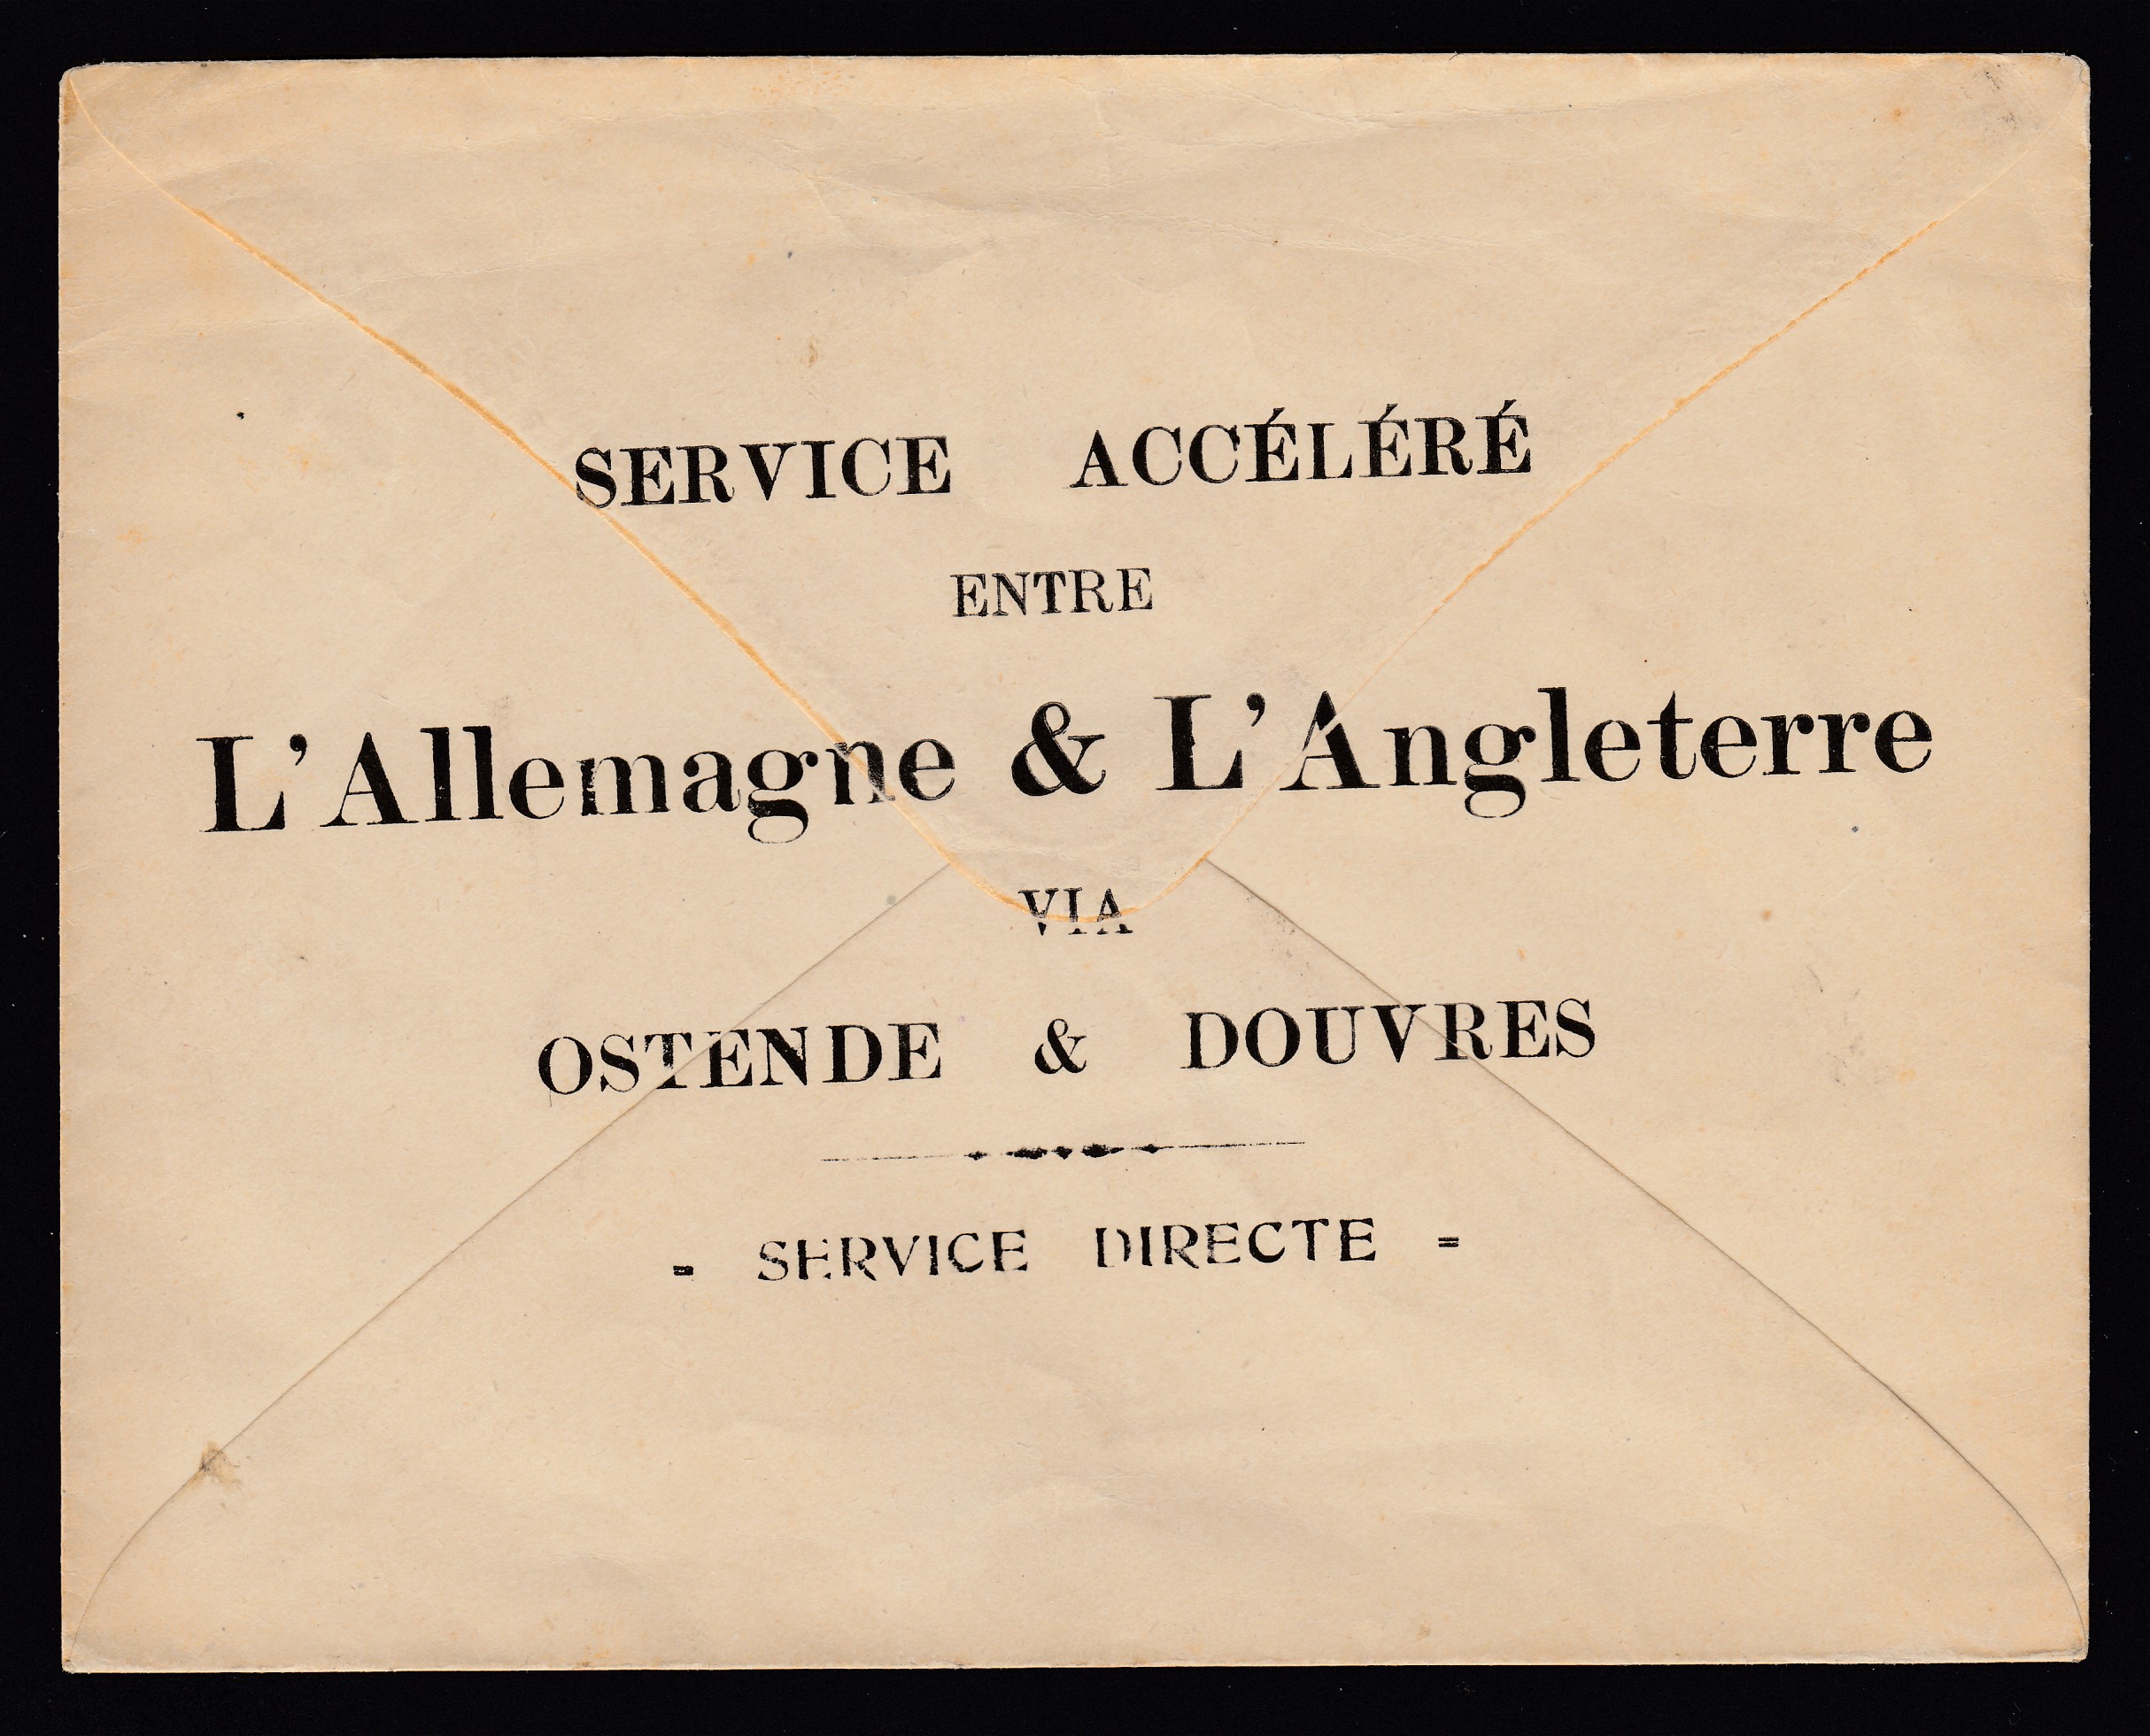 SERVICE ACCÉLÉRÉ
ENTRE
L'Allemagne & L'Angleterre
VIA
OSTENDE & DOUVRES
= SERVICE DIRECTE =